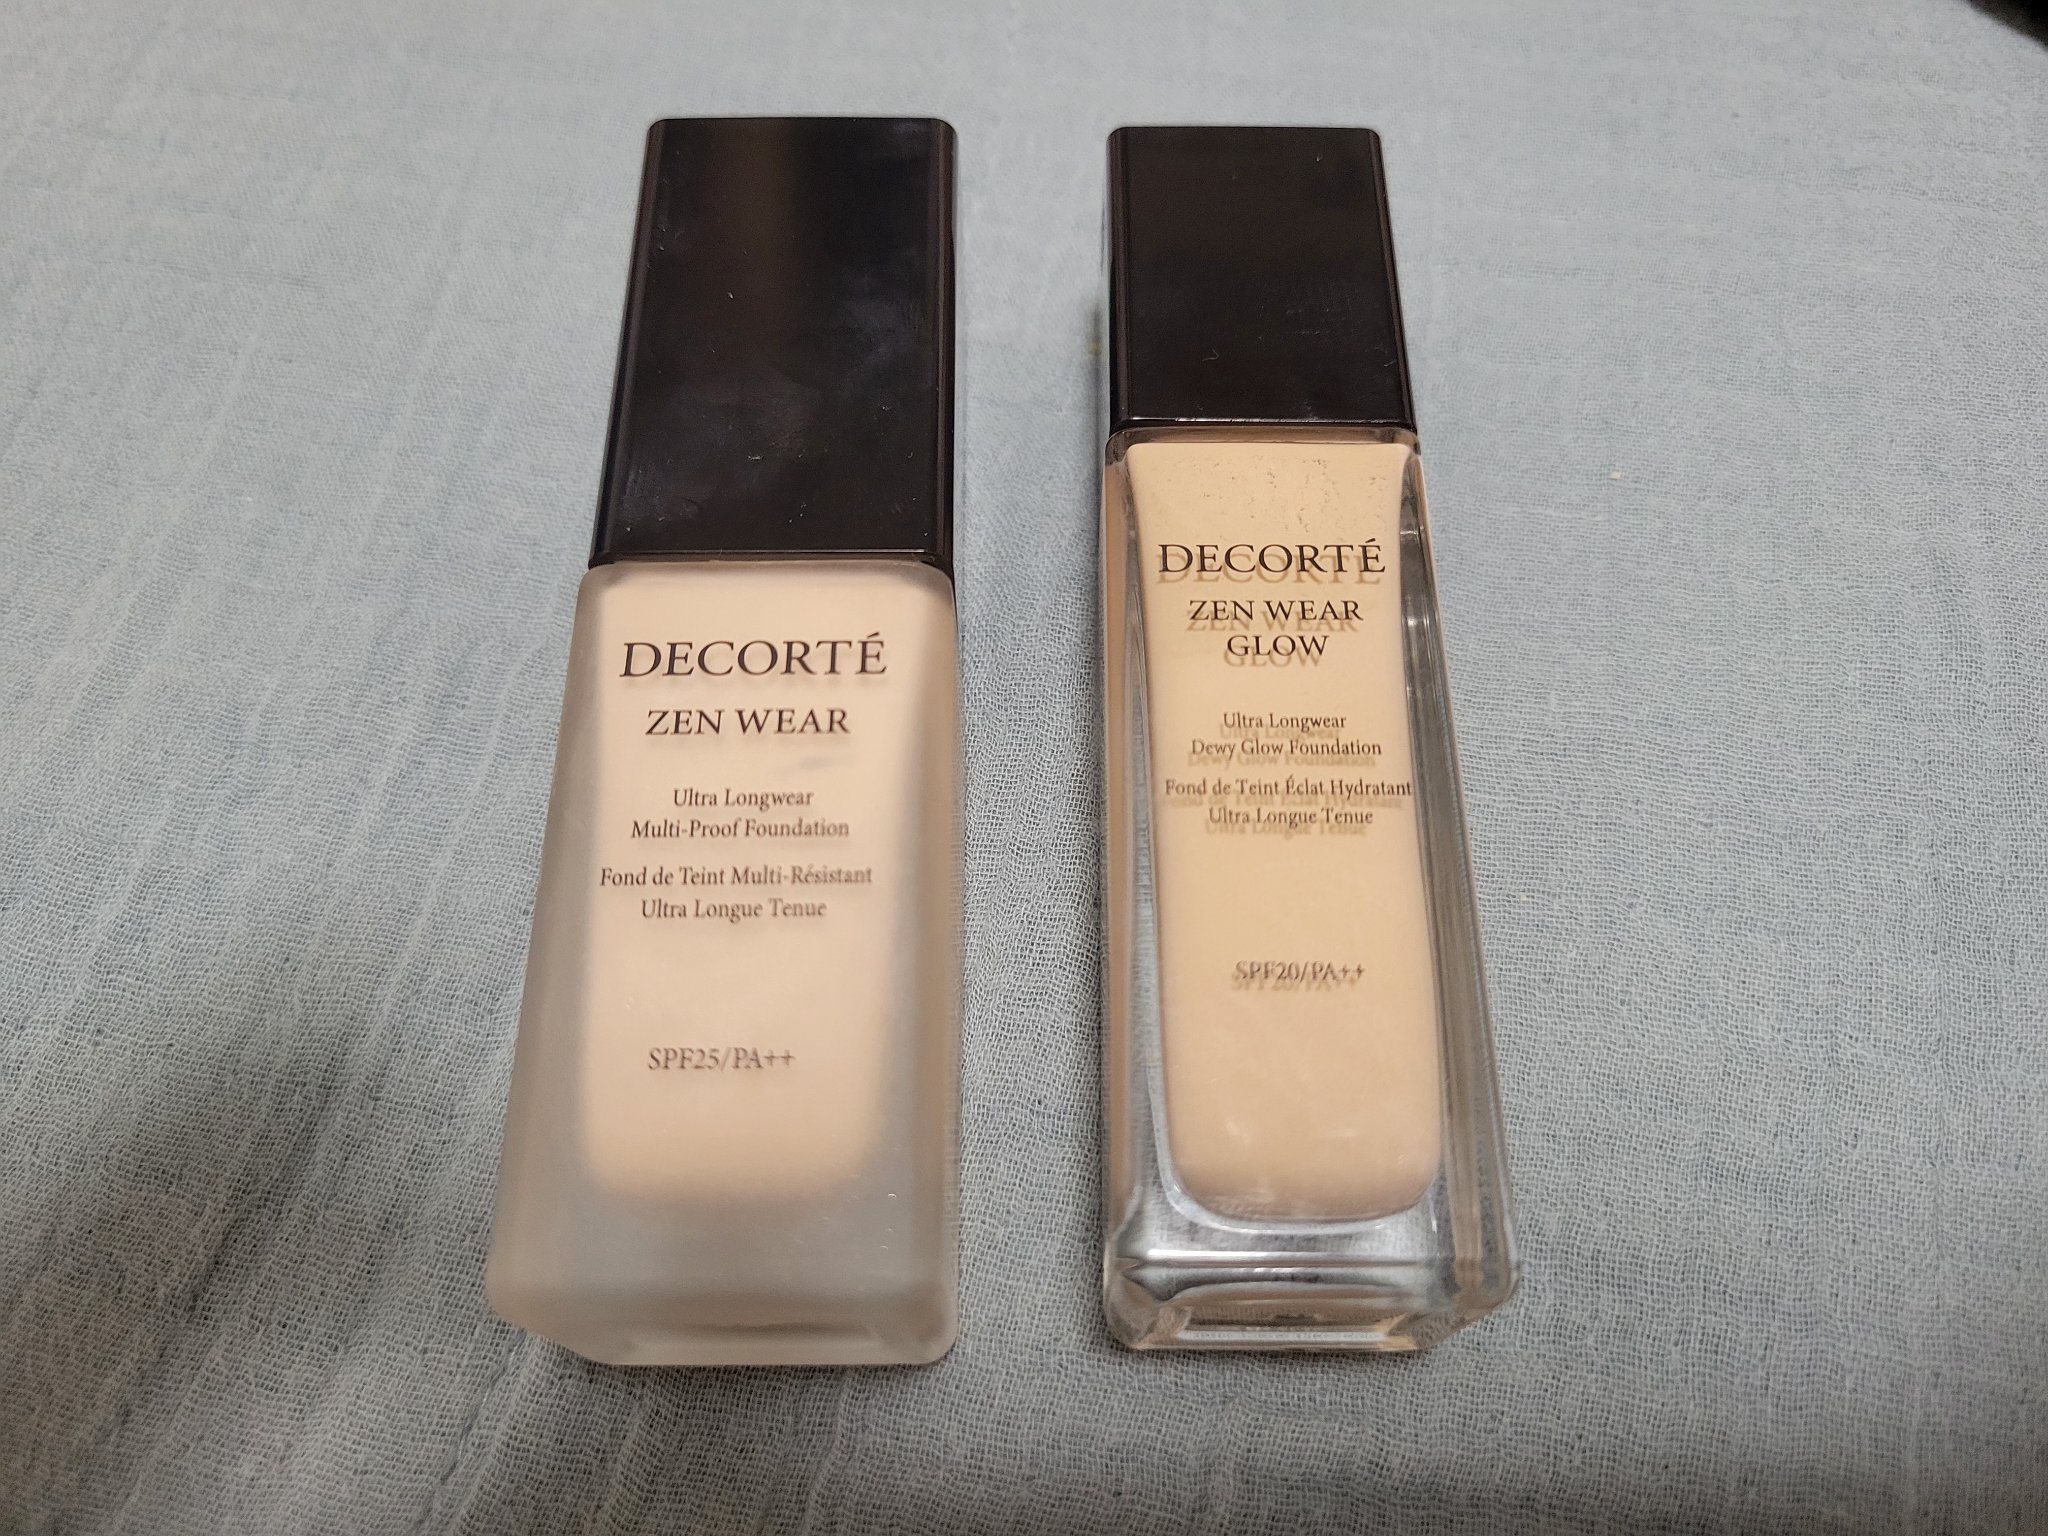 DECORTÉ
ZEN WEAR
Ultra Longwear
Multi-Proof Foundation
Fond de Teint Multi-Résistant
Ultra Longue Tenue
SPF25/PA++
DECORTÉ
ZEN WEAR
GLOW
Ultra Longwear
Dewy Glow Foundation
Fond de Teint Éclat Hydratant
Ultra Longue Tenue
SPF20/PA++